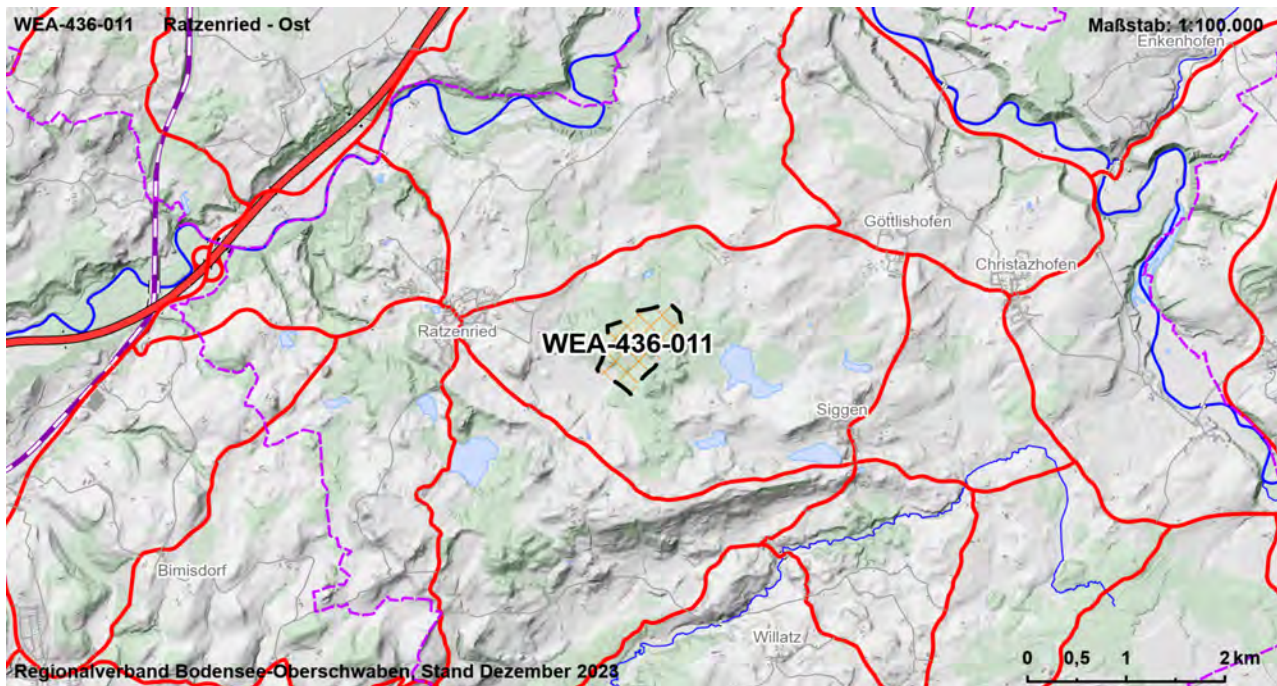 WEA-436-011 Ratzenried - Ost
Maßstab: 1:100.000
Enkenhofen
Göttlishofen
Christazhofen
Ratzenried
WEA-436-011
Siggen
Bimisdorf
Willatz
Regionalverband Bodensee-Oberschwaben, Stand Dezember 2023
0 0,5 1 2 km